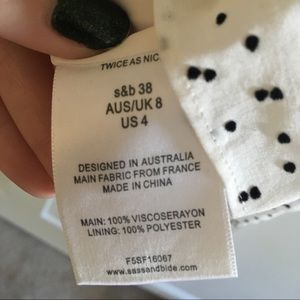 TWICE AS NIC
s&b 38
AUS/UK 8
US 4
DESIGNED IN AUSTRALIA
MAIN FABRIC FROM FRANCE
MADE IN CHINA
MAIN: 100% VISCOSERAYON
LINING: 100% POLYESTER
F5SF16067
www.sassandbide.com